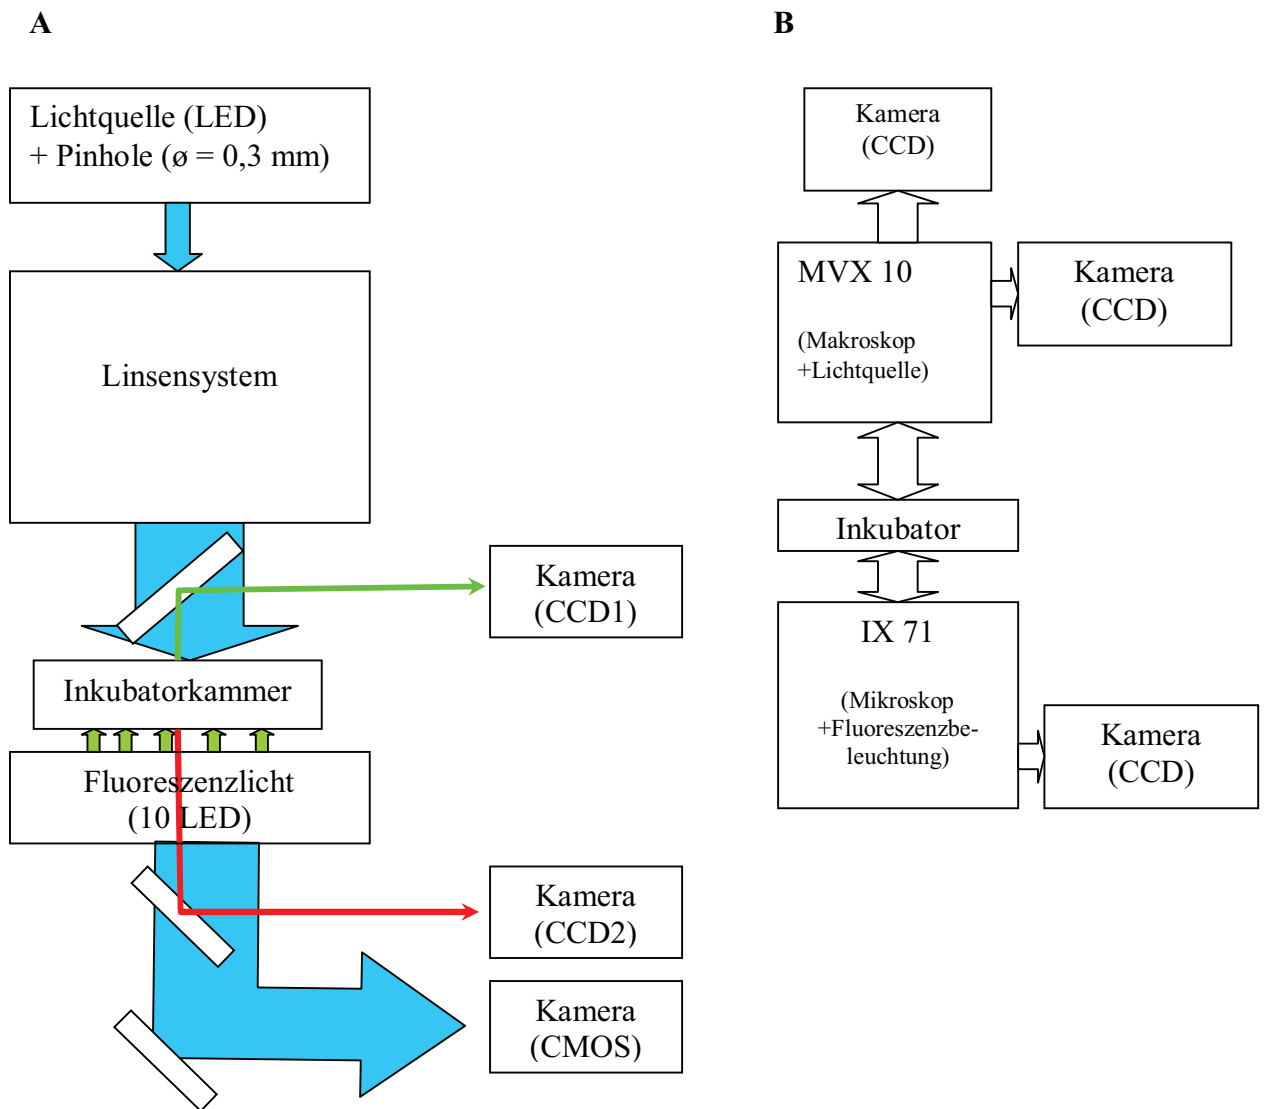 A
Lichtquelle (LED)
+ Pinhole (ø = 0,3 mm)
Linsensystem
Kamera
(CCD1)
Inkubatorkammer
Fluoreszenzlicht
(10 LED)
Kamera
(CCD2)
Kamera
(CMOS)
B
Kamera
(CCD)
MVX 10
(Makroskop
+Lichtquelle)
Kamera
(CCD)
Inkubator
IX 71
(Mikroskop
+Fluoreszenzbe-
leuchtung)
Kamera
(CCD)